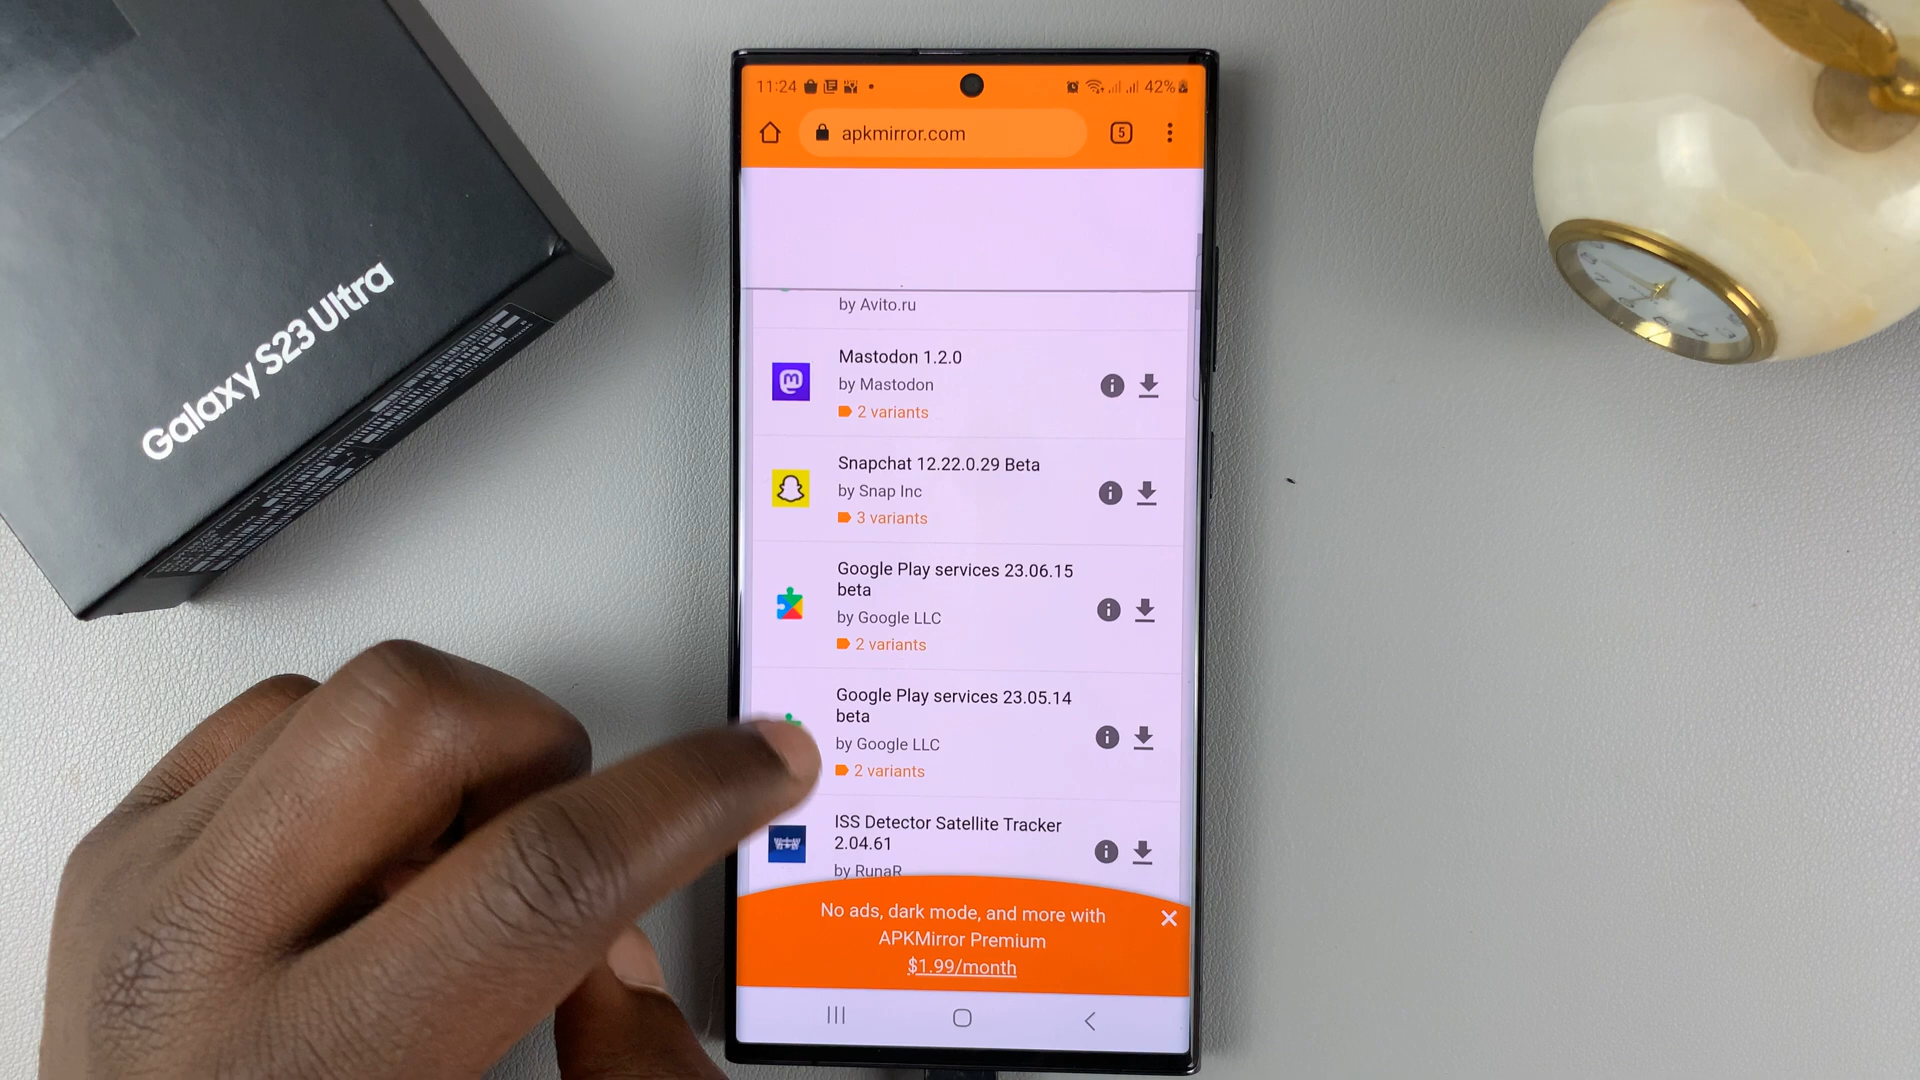 Galaxy S23 Ultra
11:24
42%
apkmirror.com
5
by Avito.ru
Mastodon 1.2.0
by Mastodon
2 variants
Snapchat 12.22.0.29 Beta
by Snap Inc
3 variants
Google Play services 23.06.15
beta
by Google LLC
2 variants
Google Play services 23.05.14
beta
by Google LLC
2 variants
ISS Detector Satellite Tracker
2.04.61
by RunaR
No ads, dark mode, and more with
APKMirror Premium
$1.99/month